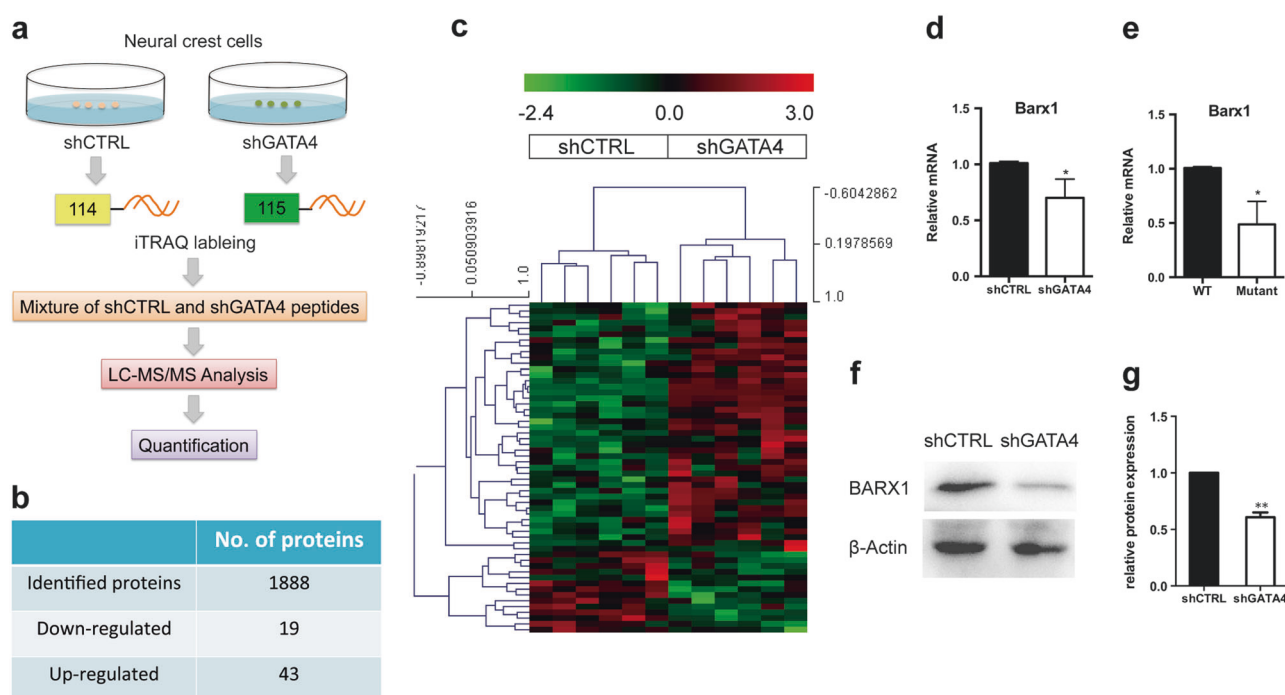 a
Neural crest cells
shCTRL
shGATA4
114
115
iTRAQ lableing
Mixture of shCTRL and shGATA4 peptides
LC-MS/MS Analysis
Quantification
b
No. of proteins
Identified proteins 1888
Down-regulated 19
Up-regulated 43
c
-2.4 0.0 3.0
shCTRL shGATA4
-0.6042862
0.1978569
1.0
-0.89819217
0.050903916
1.0
d
Barx1
Relative mRNA
1.5
1.0
0.5
0.0
*
shCTRL shGATA4
e
Barx1
Relative mRNA
1.5
1.0
0.5
0.0
*
WT Mutant
f
shCTRL shGATA4
BARX1
β-Actin
g
relative protein expression
1.5
1.0
0.5
0.0
**
shCTRL shGATA4